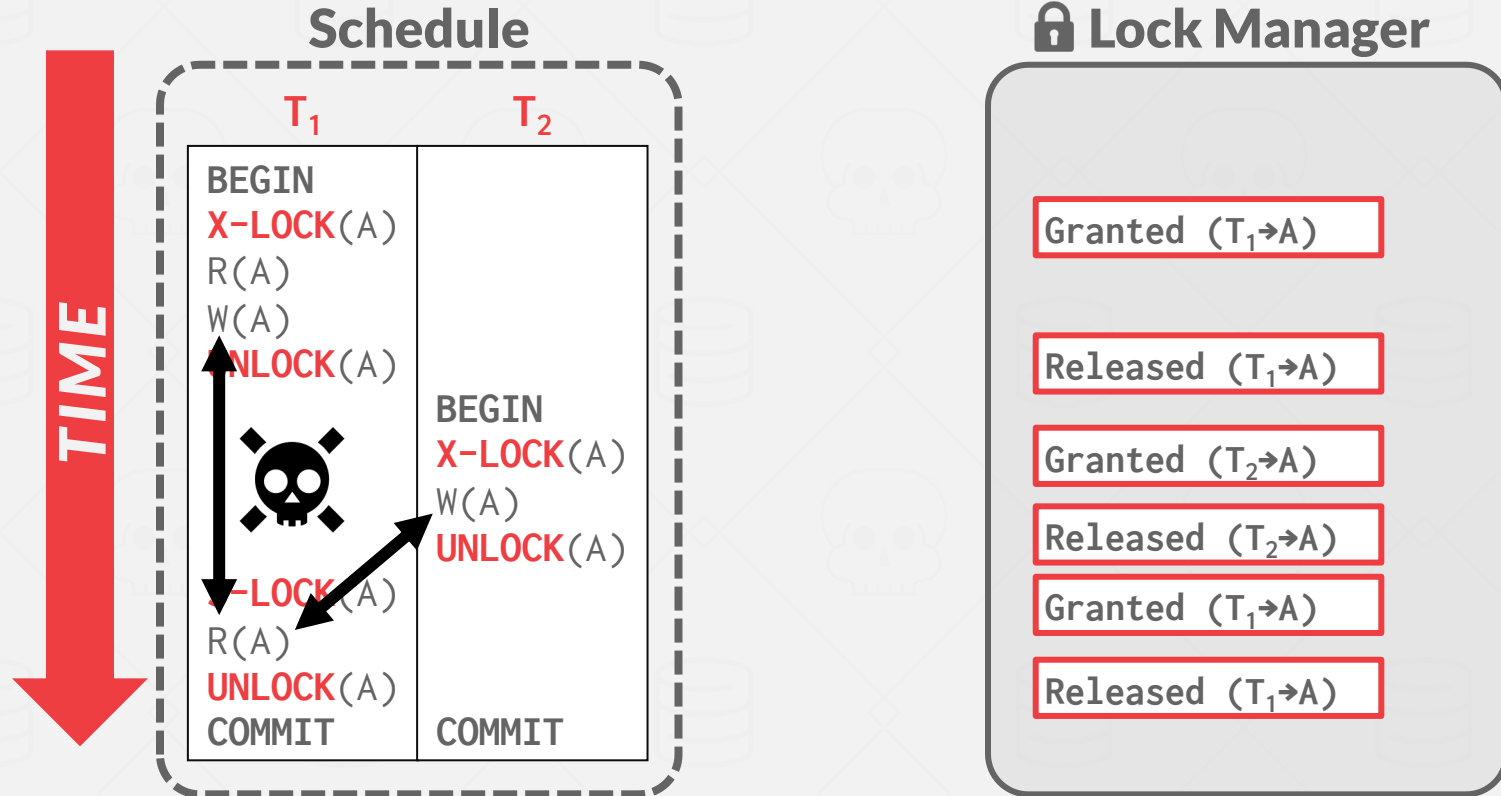 Schedule
Lock Manager
TIME
T₁ T₂
BEGIN
X-LOCK(A)
R(A)
W(A)
UNLOCK(A)
BEGIN
X-LOCK(A)
W(A)
UNLOCK(A)
S-LOCK(A)
R(A)
UNLOCK(A)
COMMIT
COMMIT
Granted (T₁→A)
Released (T₁→A)
Granted (T₂→A)
Released (T₂→A)
Granted (T₁→A)
Released (T₁→A)